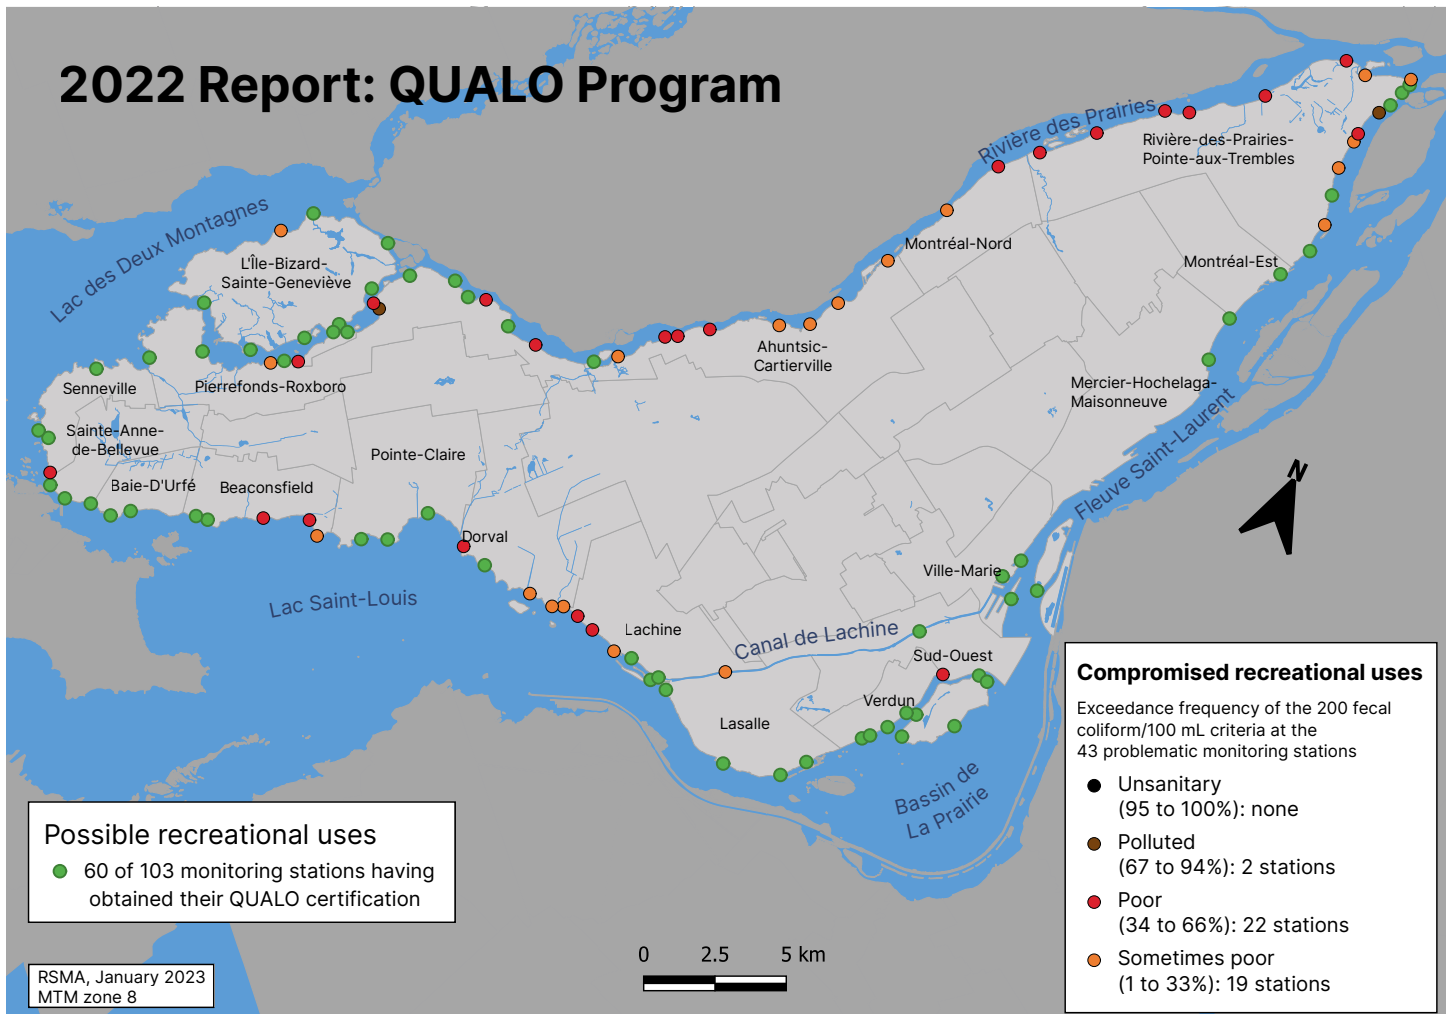 2022 Report: QUALO Program
Rivière des Prairies
Rivière-des-Prairies-
Pointe-aux-Trembles
Lac des Deux Montagnes
Montréal-Nord
L'Île-Bizard-
Sainte-Geneviève
Montréal-Est
Ahuntsic-
Cartierville
Senneville
Pierrefonds-Roxboro
Mercier-Hochelaga-
Maisonneuve
Sainte-Anne-
de-Bellevue
Pointe-Claire
Fleuve Saint-Laurent
N
Baie-D'Urfé
Beaconsfield
Dorval
Ville-Marie
Lac Saint-Louis
Lachine
Canal de Lachine
Sud-Ouest
Verdun
Lasalle
Bassin de
La Prairie
Possible recreational uses
60 of 103 monitoring stations having
obtained their QUALO certification
RSMA, January 2023
MTM zone 8
0 2.5 5 km
Compromised recreational uses
Exceedance frequency of the 200 fecal
coliform/100 mL criteria at the
43 problematic monitoring stations
Unsanitary
(95 to 100%): none
Polluted
(67 to 94%): 2 stations
Poor
(34 to 66%): 22 stations
Sometimes poor
(1 to 33%): 19 stations